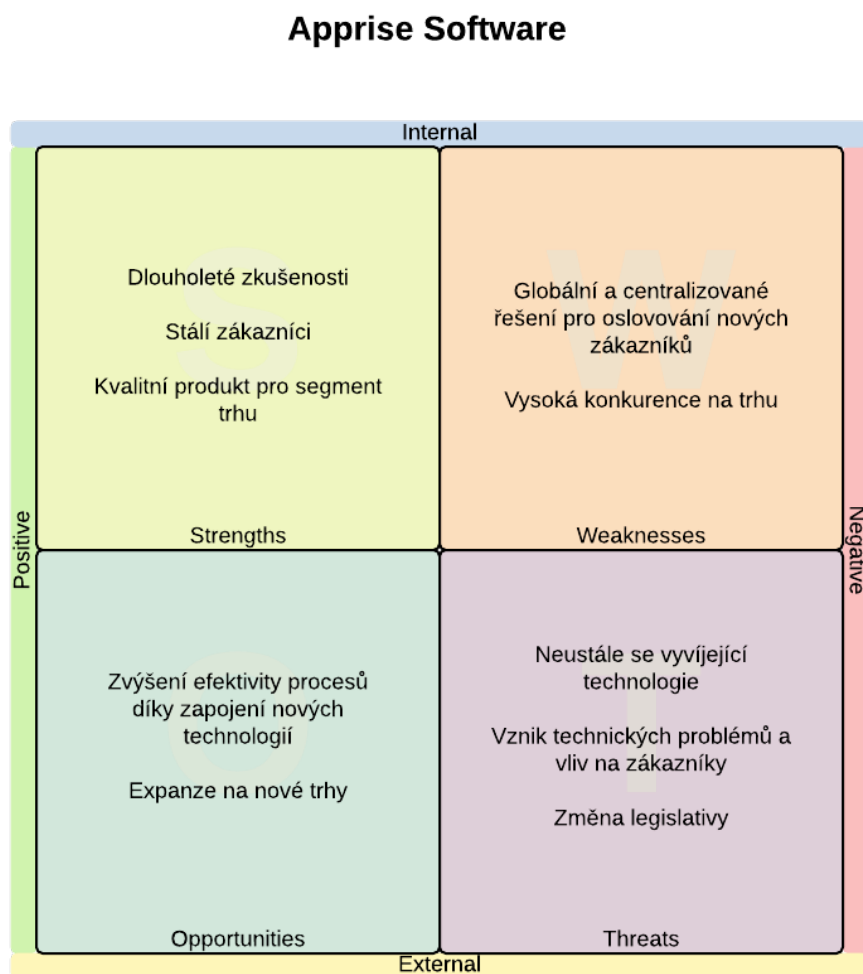 Apprise Software
Internal
Dlouholeté zkušenosti
Stálí zákazníci
Kvalitní produkt pro segment
trhu
Strengths
S
Globální a centralizované
řešení pro oslovování nových
zákazníků
Vysoká konkurence na trhu
Weaknesses
W
Positive
Negative
Zvýšení efektivity procesů
díky zapojení nových
technologií
Expanze na nové trhy
Opportunities
O
Neustále se vyvíjející
technologie
Vznik technických problémů a
vliv na zákazníky
Změna legislativy
Threats
T
External